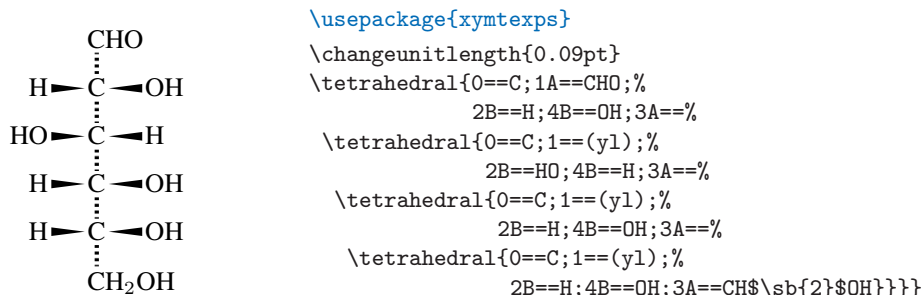 CHO
H C OH
HO C H
H C OH
H C OH
CH₂OH
\usepackage{xymtexps}
\changeunitlength{0.09pt}
\tetrahedral{0==C;1A==CHO;%
2B==H;4B==OH;3A==%
\tetrahedral{0==C;1==(yl);%
2B==HO;4B==H;3A==%
\tetrahedral{0==C;1==(yl);%
2B==H;4B==OH;3A==%
\tetrahedral{0==C;1==(yl);%
2B==H;4B==OH;3A==CH$\sb{2}$OH}}}}